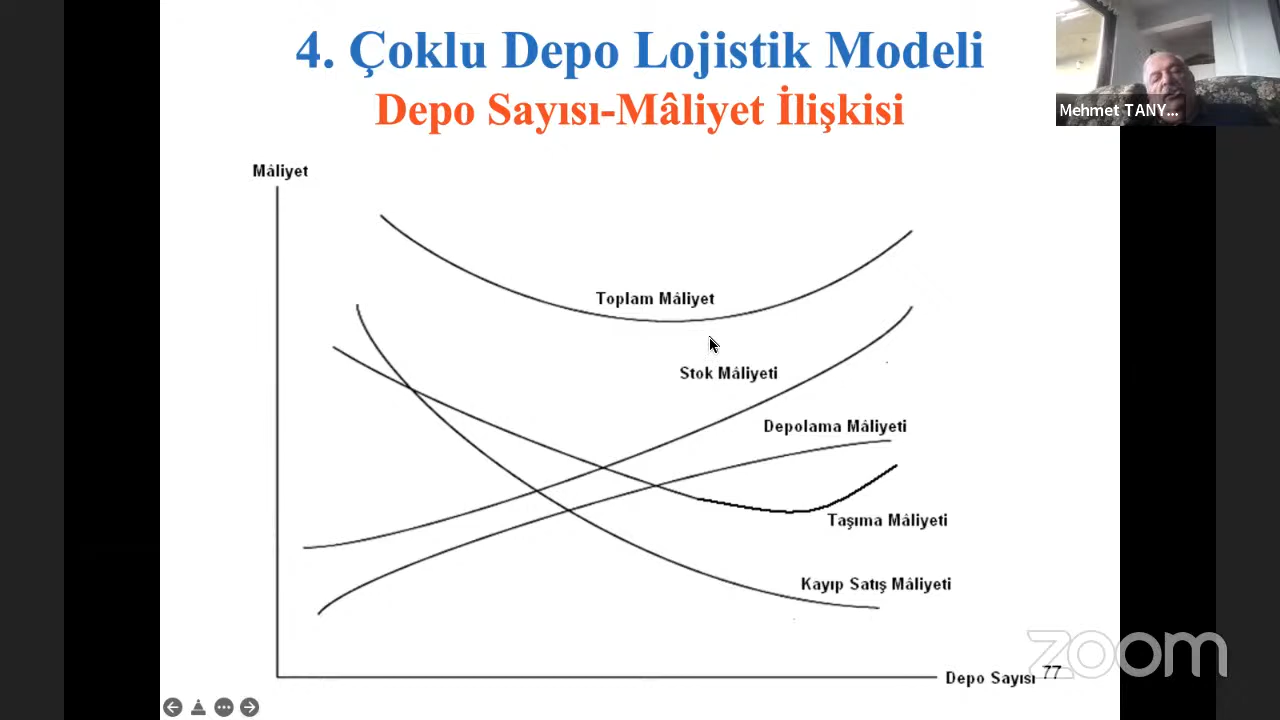 4. Çoklu Depo Lojistik Modeli
Depo Sayısı-Mâliyet İlişkisi
Mehmet TANY...
Mâliyet
Toplam Mâliyet
Stok Mâliyeti
Depolama Mâliyeti
Taşıma Mâliyeti
Kayıp Satış Mâliyeti
Depo Sayısı
77
zoom